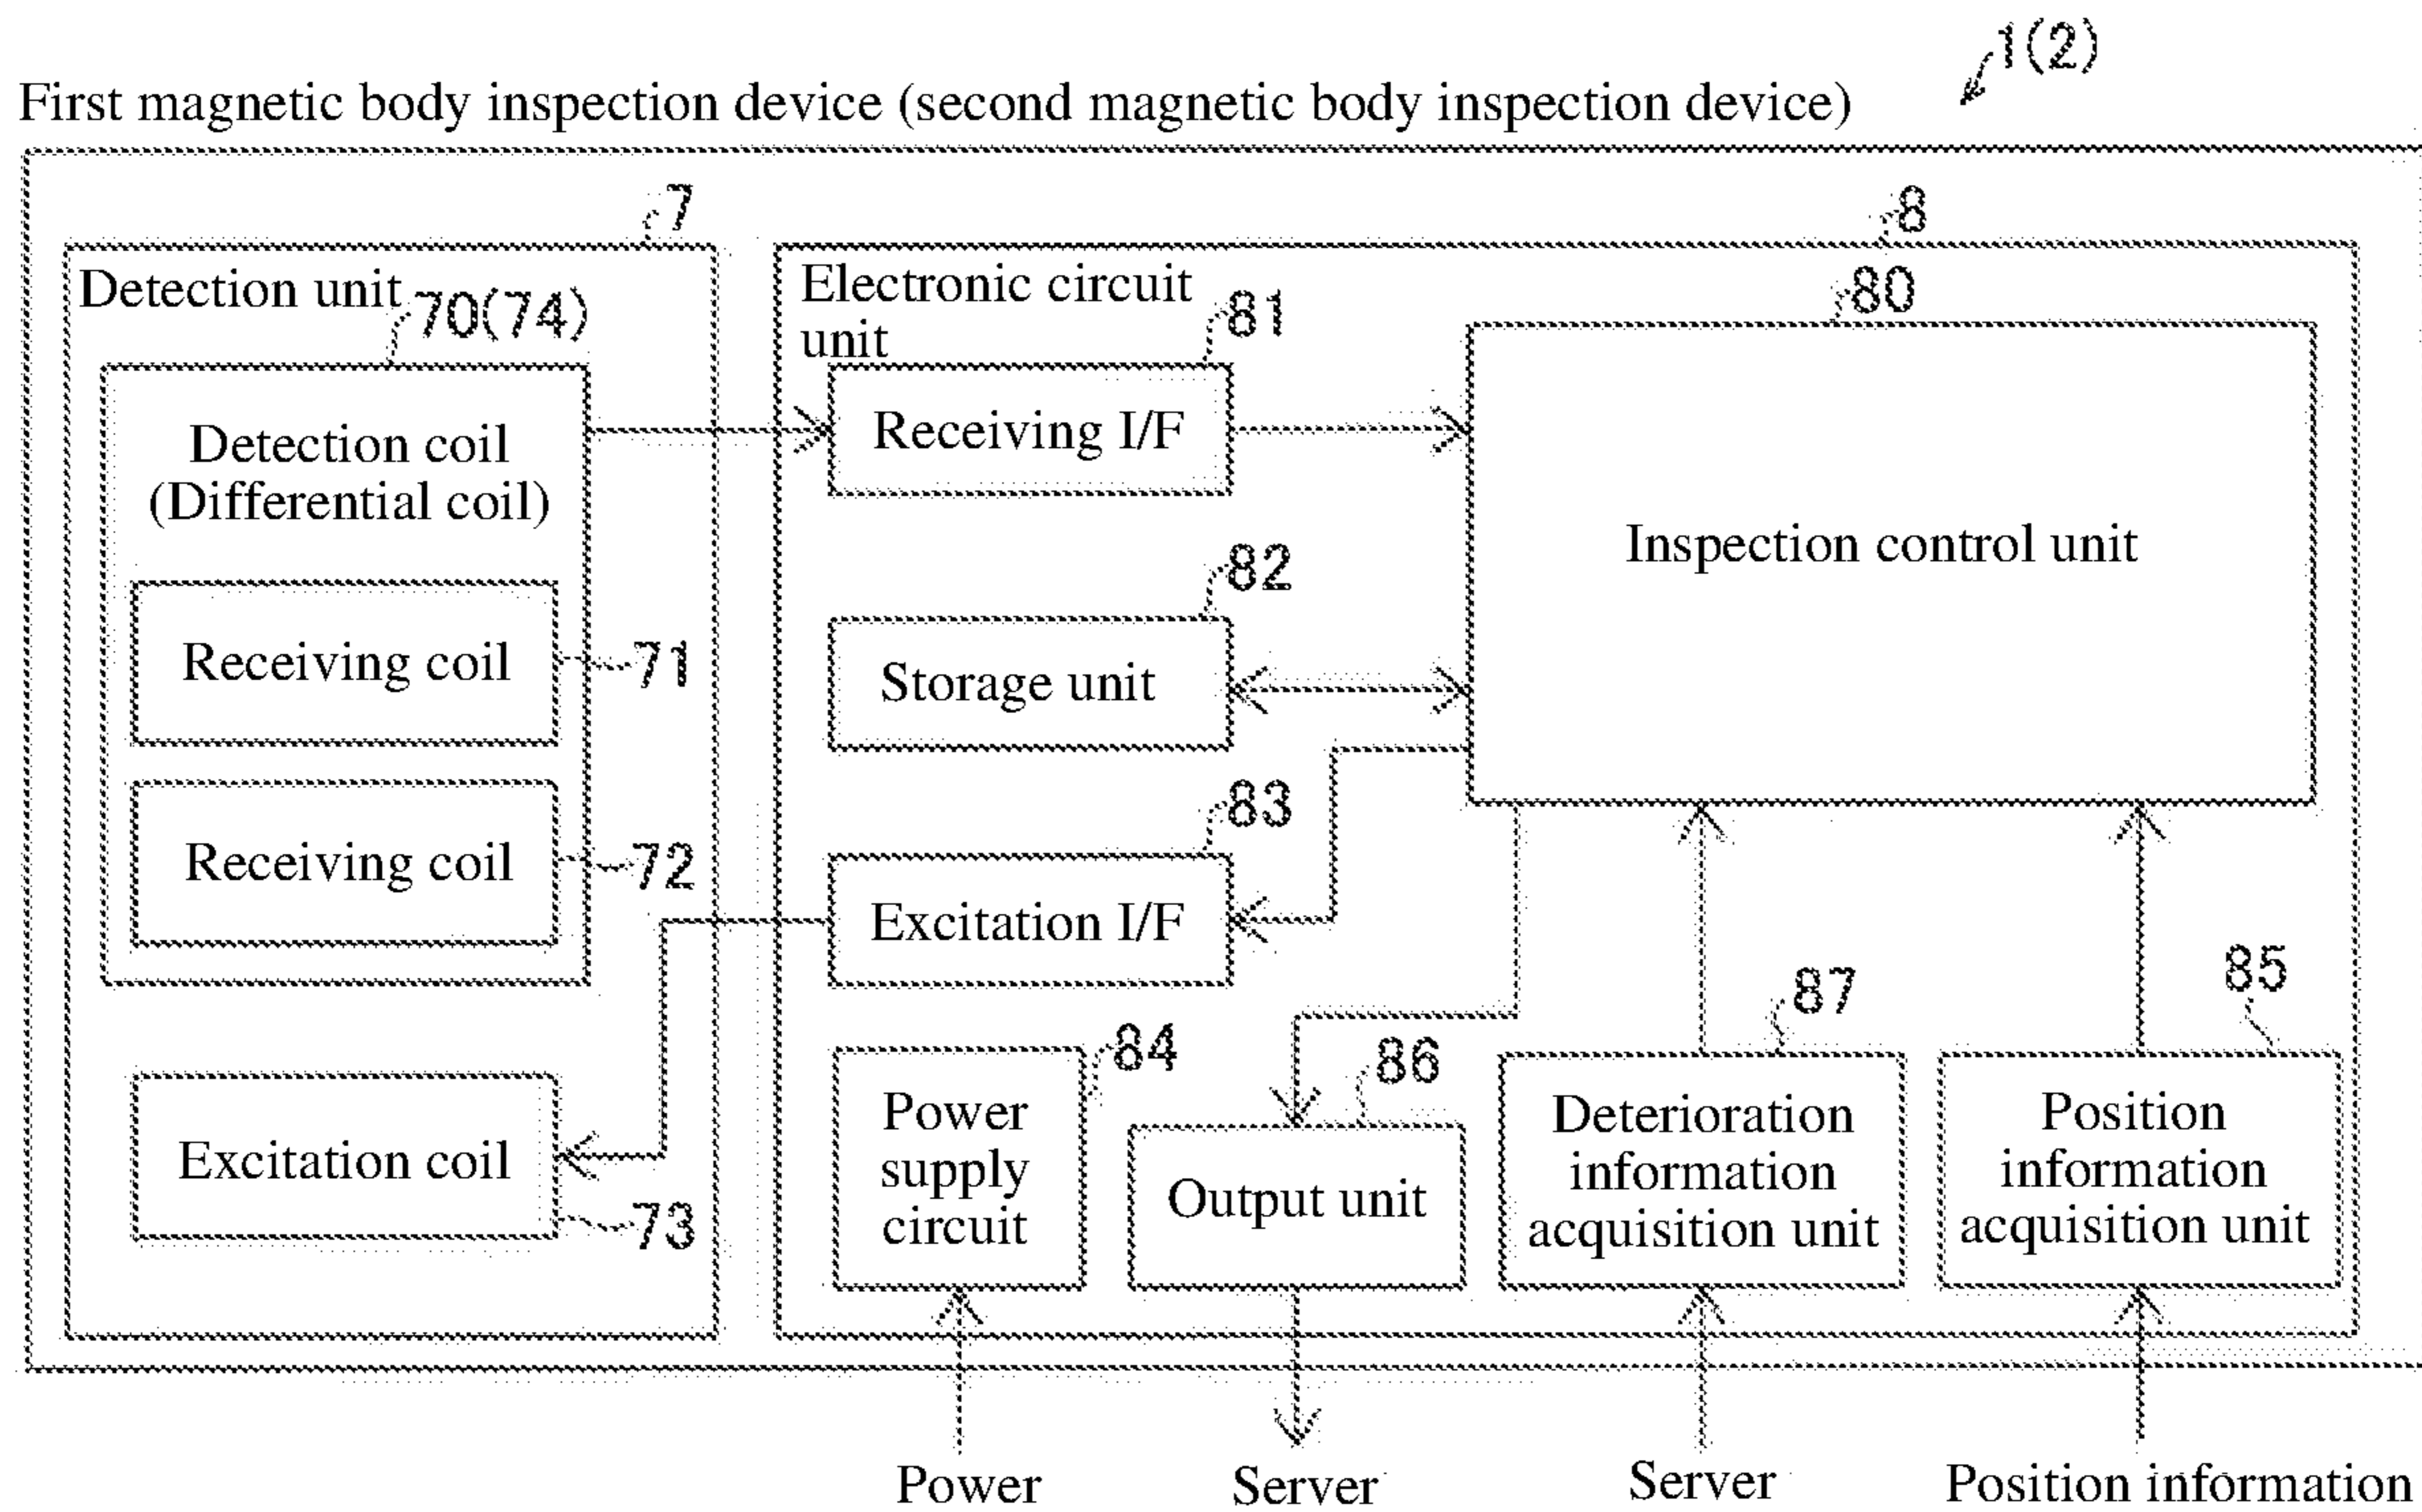 1(2)
First magnetic body inspection device (second magnetic body inspection device)
7
8
Detection unit
70(74)
Detection coil
(Differential coil)
Receiving coil
71
Receiving coil
72
Excitation coil
73
Electronic circuit
unit
81
Receiving I/F
80
Inspection control unit
82
Storage unit
83
Excitation I/F
84
Power
supply
circuit
86
Output unit
87
Deterioration
information
acquisition unit
85
Position
information
acquisition unit
Power
Server
Server
Position information